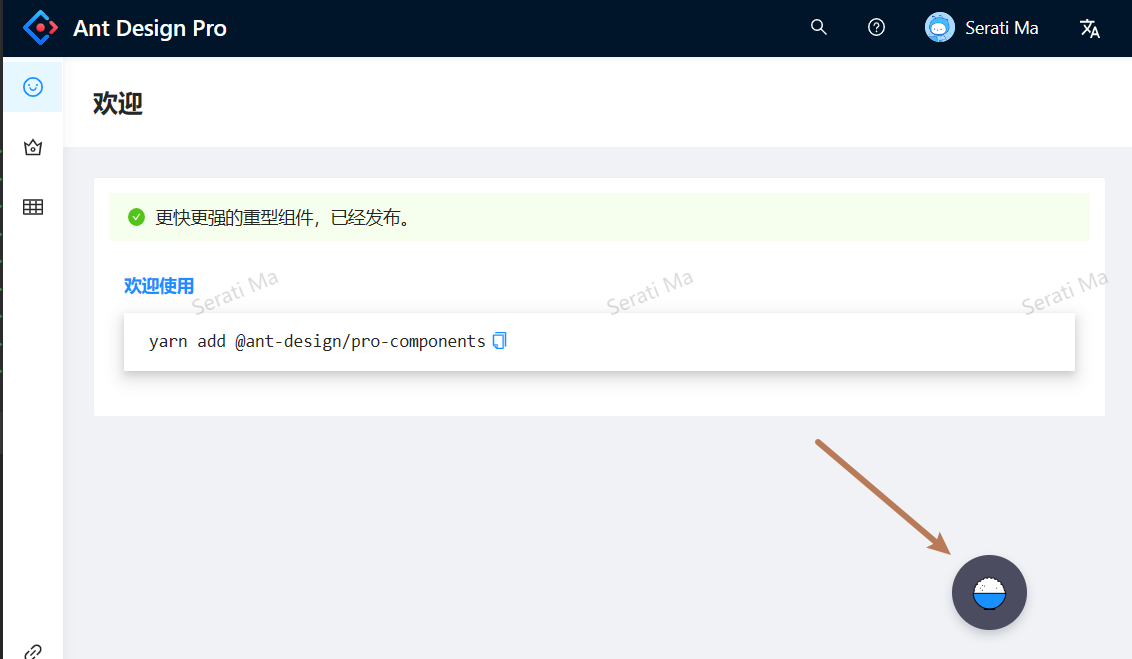 Ant Design Pro
Serati Ma
欢迎
更快更强的重型组件，已经发布。
欢迎使用
Serati Ma
Serati Ma
Serati Ma
yarn add @ant-design/pro-components